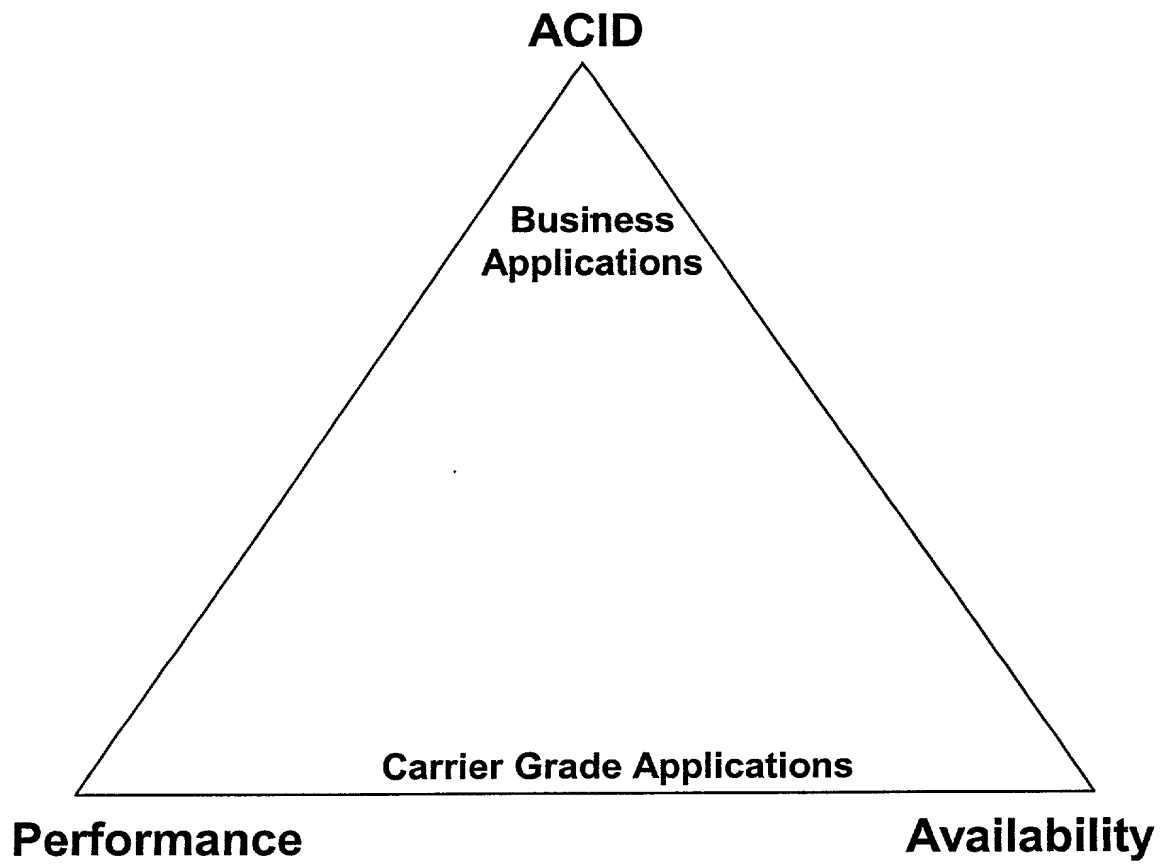 ACID
Business
Applications
Carrier Grade Applications
Performance
Availability